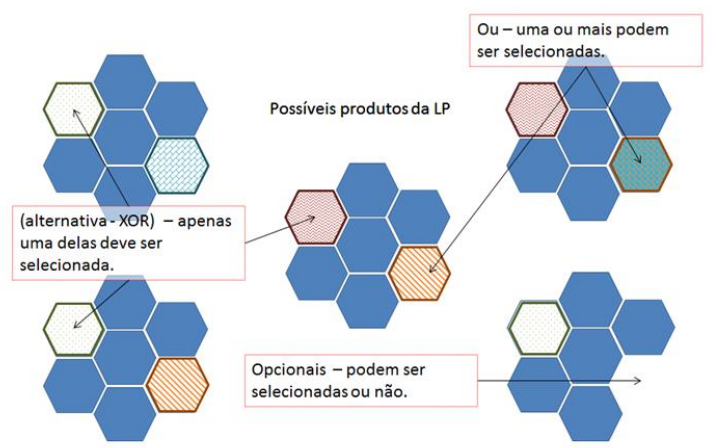 Ou – uma ou mais podem
ser selecionadas.
Possíveis produtos da LP
(alternativa - XOR) – apenas
uma delas deve ser
selecionada.
Opcionais – podem ser
selecionadas ou não.